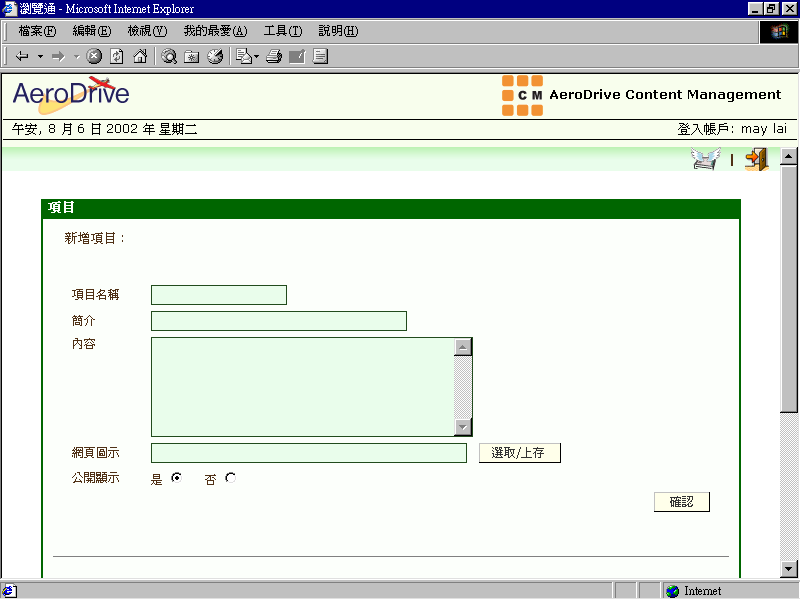 瀏覽通 - Microsoft Internet Explorer
檔案(F) 編輯(E) 檢視(V) 我的最愛(A) 工具(T) 說明(H)
AeroDrive
C M AeroDrive Content Management
午安, 8 月 6 日 2002 年 星期二
登入帳戶: may lai
項目
新增項目：
項目名稱
簡介
內容
網頁圖示 選取/上存
公開顯示 是 否
確認
Internet